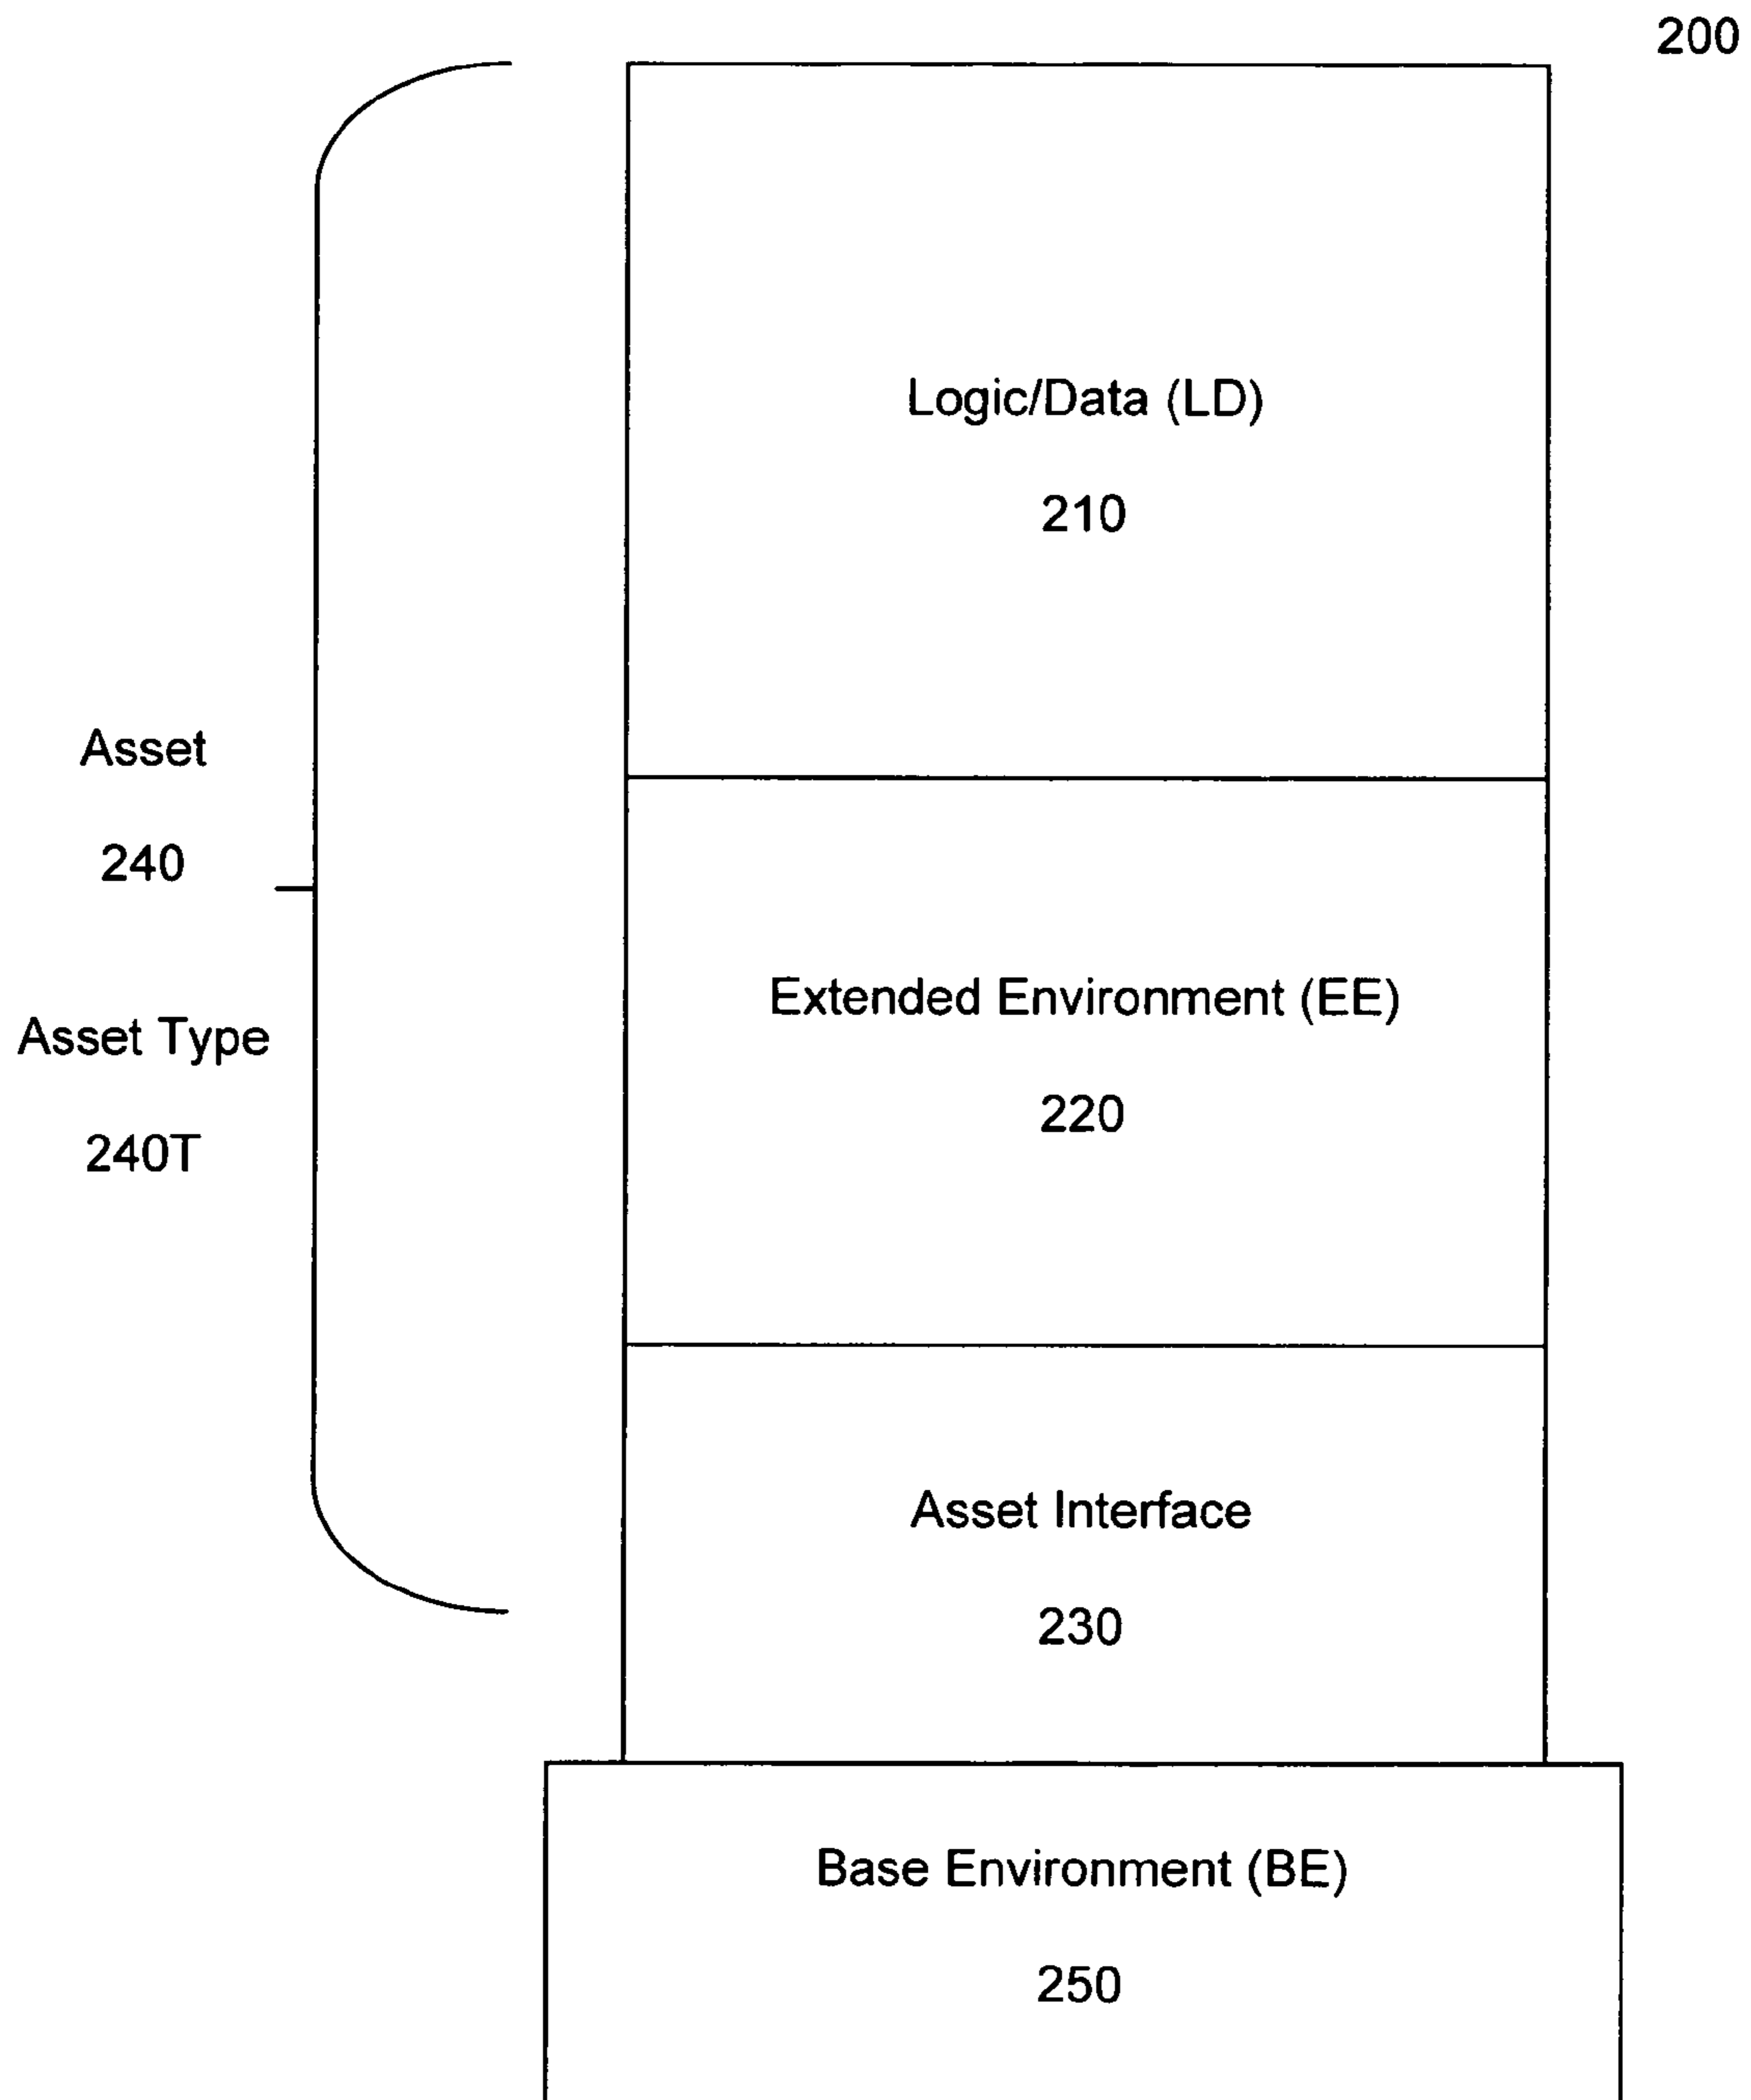 200
Logic/Data (LD)
210
Asset
240
Asset Type
240T
Extended Environment (EE)
220
Asset Interface
230
Base Environment (BE)
250